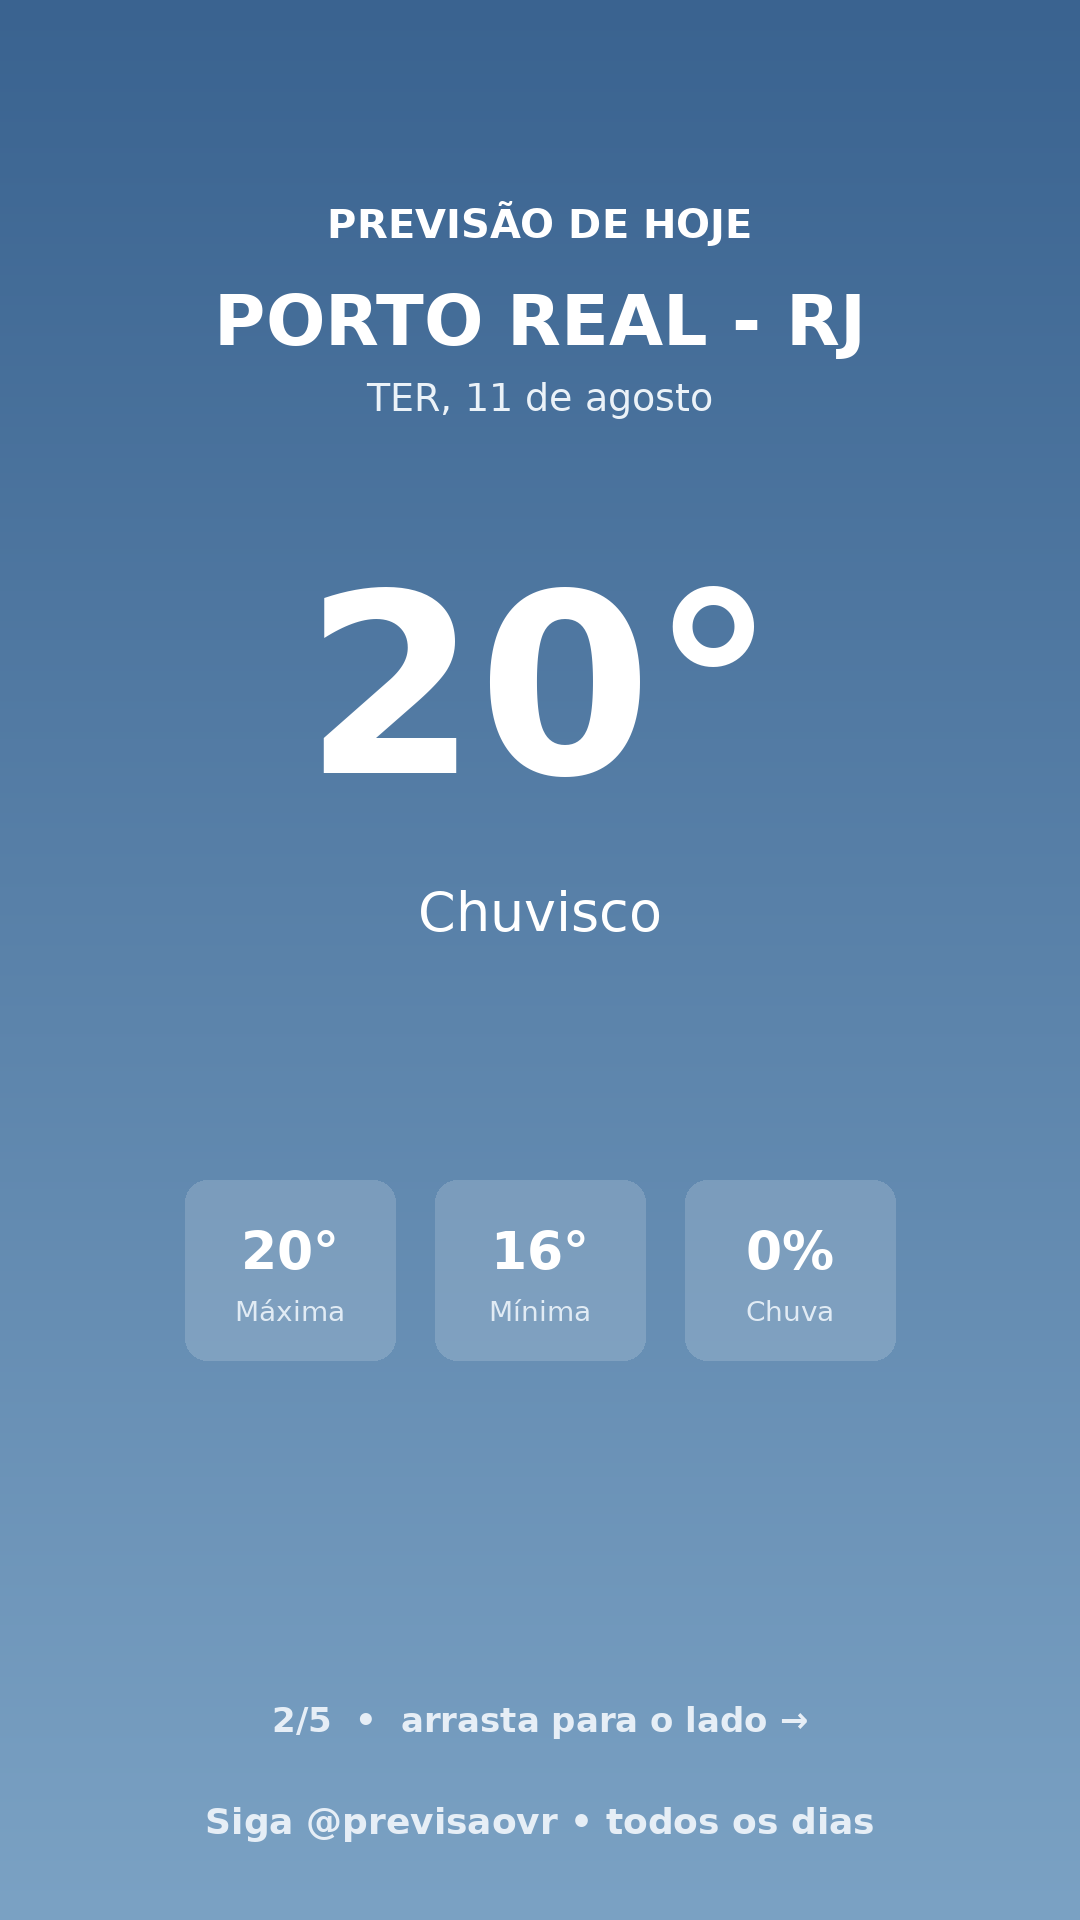 PREVISÃO DE HOJE
PORTO REAL - RJ
TER, 11 de agosto
20°
Chuvisco
20°
Máxima
16°
Mínima
0%
Chuva
2/5 • arrasta para o lado →
Siga @previsaovr • todos os dias